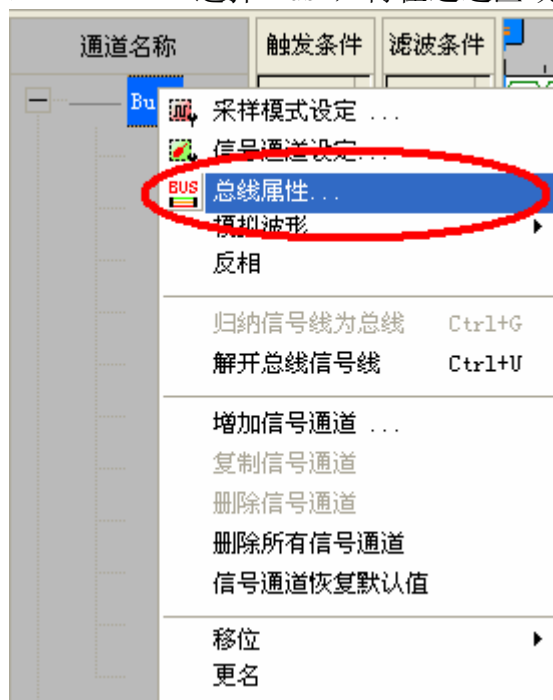 通道名称 触发条件 滤波条件
Bu
采样模式设定 ...
信号通道设定...
BUS 总线属性...
模拟波形
反相
归纳信号线为总线 Ctrl+G
解开总线信号线 Ctrl+U
增加信号通道 ...
复制信号通道
删除信号通道
删除所有信号通道
信号通道恢复默认值
移位
更名